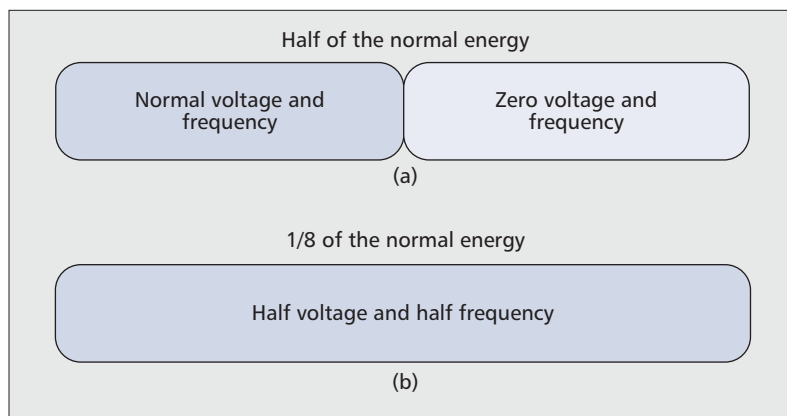 Half of the normal energy
Normal voltage and
frequency
Zero voltage and
frequency
(a)
1/8 of the normal energy
Half voltage and half frequency
(b)